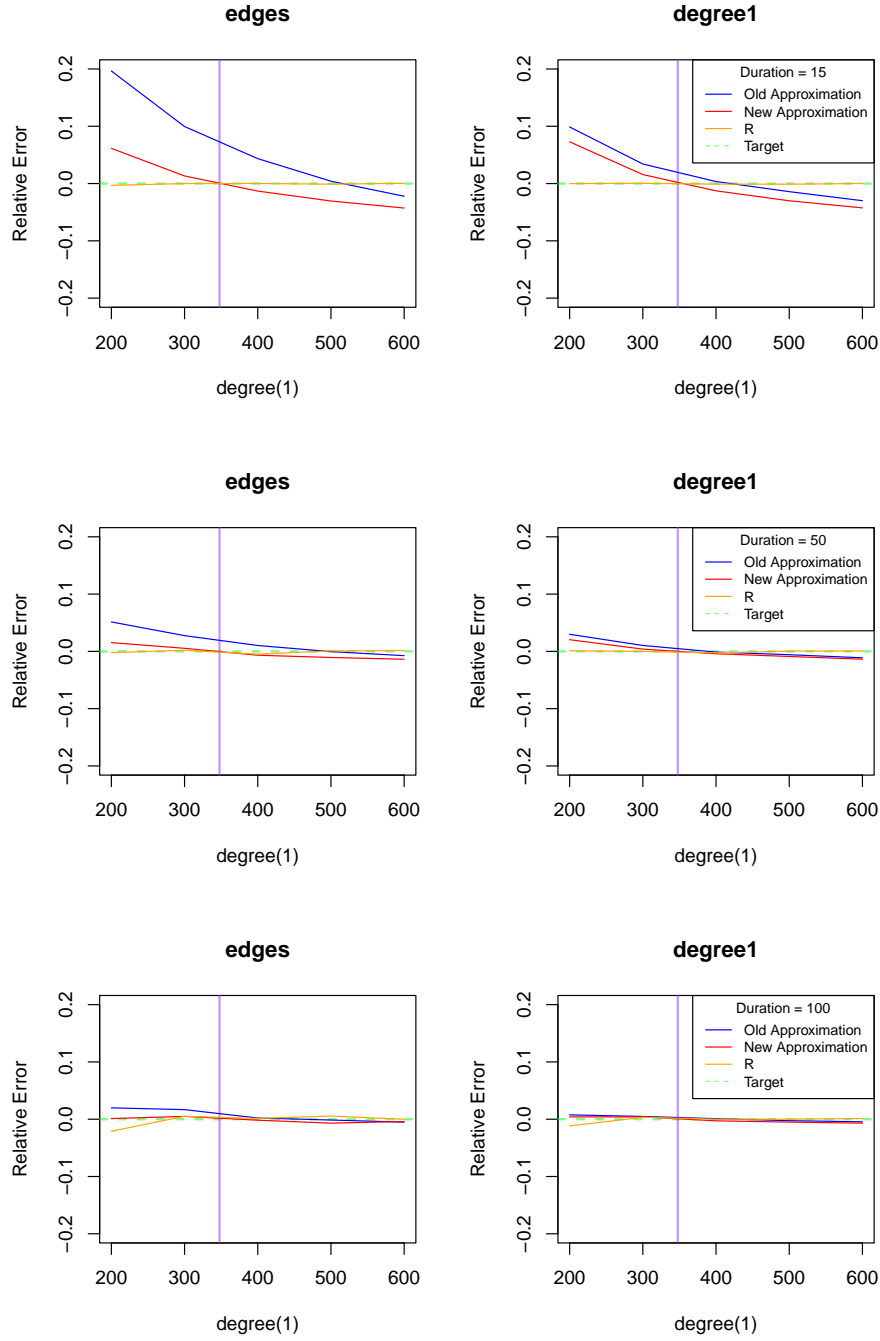 edges
degree1
Relative Error
0.2
0.1
0.0
−0.1
−0.2
200 300 400 500 600
degree(1)
Relative Error
0.2
0.1
0.0
−0.1
−0.2
Duration = 15
Old Approximation
New Approximation
R
Target
200 300 400 500 600
degree(1)
edges
degree1
Relative Error
0.2
0.1
0.0
−0.1
−0.2
200 300 400 500 600
degree(1)
Relative Error
0.2
0.1
0.0
−0.1
−0.2
Duration = 50
Old Approximation
New Approximation
R
Target
200 300 400 500 600
degree(1)
edges
degree1
Relative Error
0.2
0.1
0.0
−0.1
−0.2
200 300 400 500 600
degree(1)
Relative Error
0.2
0.1
0.0
−0.1
−0.2
Duration = 100
Old Approximation
New Approximation
R
Target
200 300 400 500 600
degree(1)